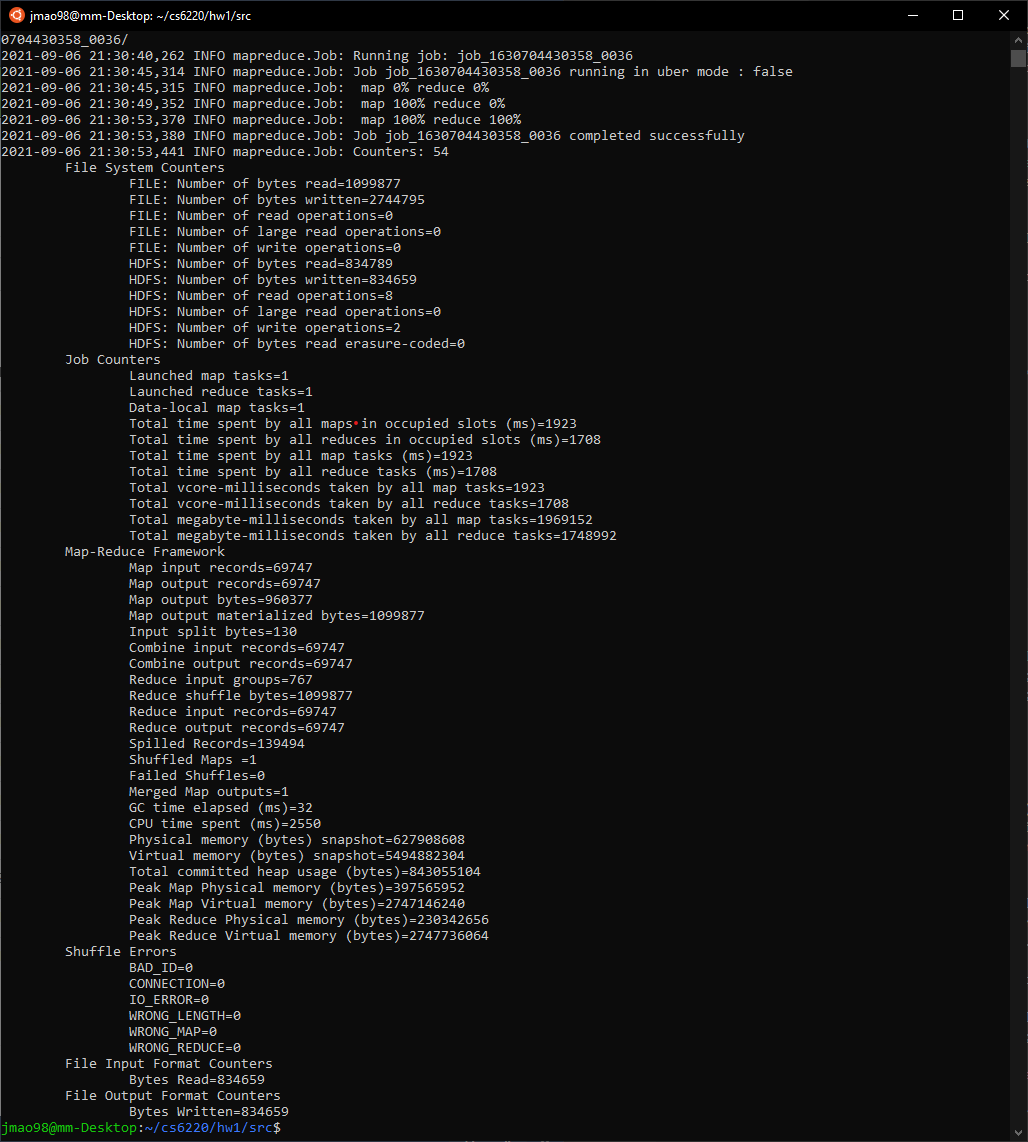 jmao98@mm-Desktop: ~/cs6220/hw1/src
0704430358_0036/
2021-09-06 21:30:40,262 INFO mapreduce.Job: Running job: job_1630704430358_0036
2021-09-06 21:30:45,314 INFO mapreduce.Job: Job job_1630704430358_0036 running in uber mode : false
2021-09-06 21:30:45,315 INFO mapreduce.Job:  map 0% reduce 0%
2021-09-06 21:30:49,352 INFO mapreduce.Job:  map 100% reduce 0%
2021-09-06 21:30:53,370 INFO mapreduce.Job:  map 100% reduce 100%
2021-09-06 21:30:53,380 INFO mapreduce.Job: Job job_1630704430358_0036 completed successfully
2021-09-06 21:30:53,441 INFO mapreduce.Job: Counters: 54
File System Counters
FILE: Number of bytes read=1099877
FILE: Number of bytes written=2744795
FILE: Number of read operations=0
FILE: Number of large read operations=0
FILE: Number of write operations=0
HDFS: Number of bytes read=834789
HDFS: Number of bytes written=834659
HDFS: Number of read operations=8
HDFS: Number of large read operations=0
HDFS: Number of write operations=2
HDFS: Number of bytes read erasure-coded=0
Job Counters
Launched map tasks=1
Launched reduce tasks=1
Data-local map tasks=1
Total time spent by all maps in occupied slots (ms)=1923
Total time spent by all reduces in occupied slots (ms)=1708
Total time spent by all map tasks (ms)=1923
Total time spent by all reduce tasks (ms)=1708
Total vcore-milliseconds taken by all map tasks=1923
Total vcore-milliseconds taken by all reduce tasks=1708
Total megabyte-milliseconds taken by all map tasks=1969152
Total megabyte-milliseconds taken by all reduce tasks=1748992
Map-Reduce Framework
Map input records=69747
Map output records=69747
Map output bytes=960377
Map output materialized bytes=1099877
Input split bytes=130
Combine input records=69747
Combine output records=69747
Reduce input groups=767
Reduce shuffle bytes=1099877
Reduce input records=69747
Reduce output records=69747
Spilled Records=139494
Shuffled Maps =1
Failed Shuffles=0
Merged Map outputs=1
GC time elapsed (ms)=32
CPU time spent (ms)=2550
Physical memory (bytes) snapshot=627908608
Virtual memory (bytes) snapshot=5494882304
Total committed heap usage (bytes)=843055104
Peak Map Physical memory (bytes)=397565952
Peak Map Virtual memory (bytes)=2747146240
Peak Reduce Physical memory (bytes)=230342656
Peak Reduce Virtual memory (bytes)=2747736064
Shuffle Errors
BAD_ID=0
CONNECTION=0
IO_ERROR=0
WRONG_LENGTH=0
WRONG_MAP=0
WRONG_REDUCE=0
File Input Format Counters
Bytes Read=834659
File Output Format Counters
Bytes Written=834659
jmao98@mm-Desktop:~/cs6220/hw1/src$